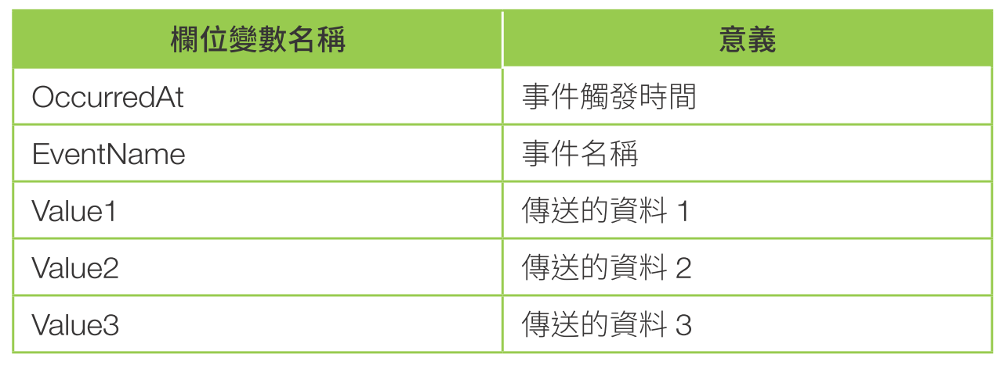 欄位變數名稱 意義
OccurredAt 事件觸發時間
EventName 事件名稱
Value1 傳送的資料 1
Value2 傳送的資料 2
Value3 傳送的資料 3